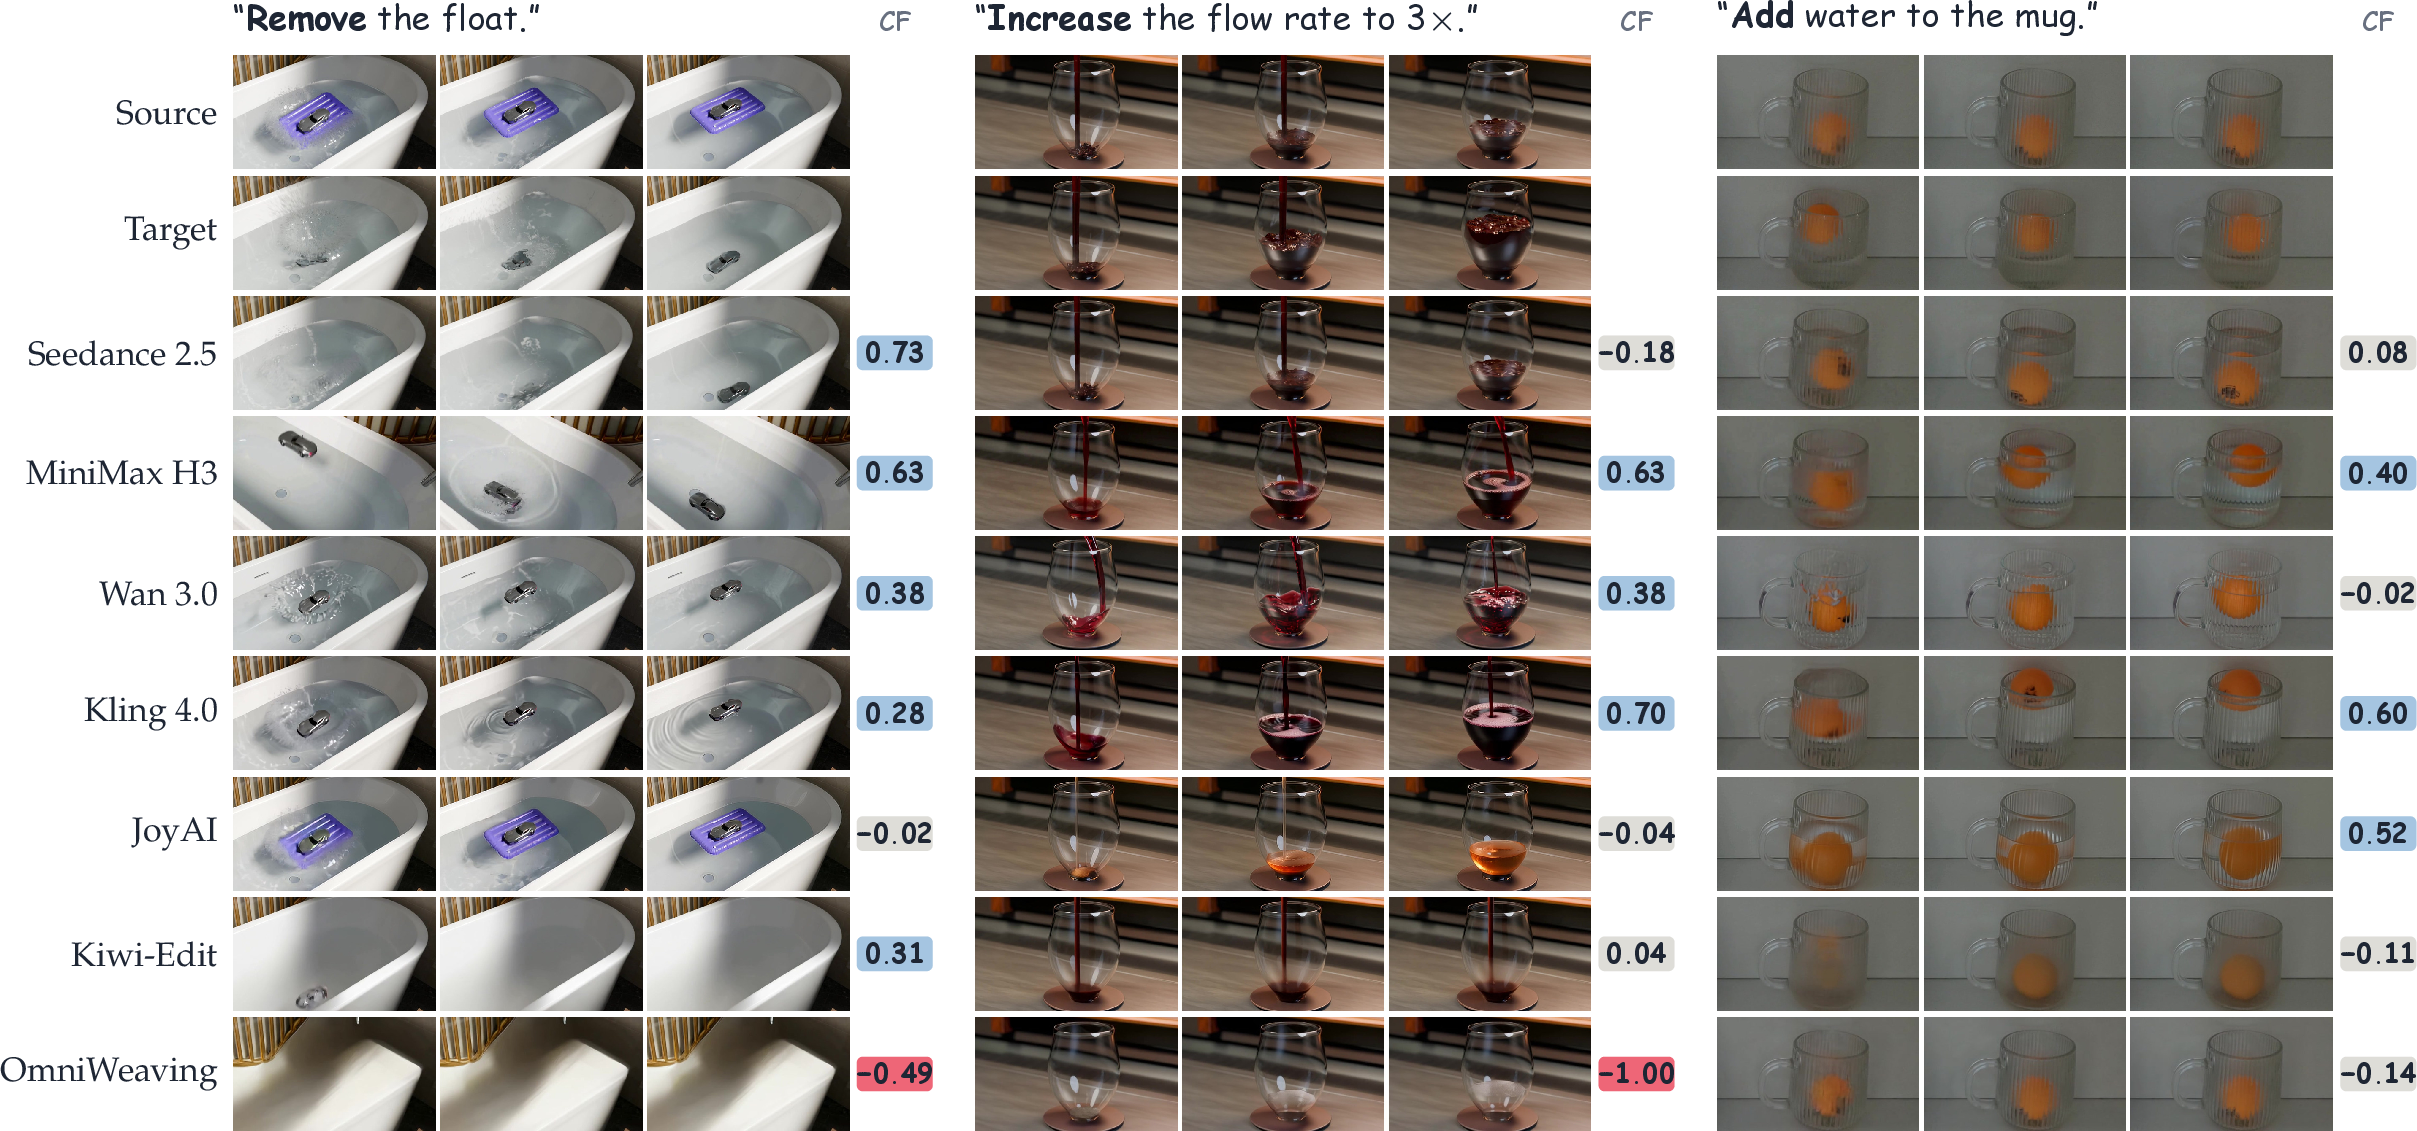 “Remove the float.” CF “Increase the flow rate to 3×.” CF “Add water to the mug.” CF
Source
Target
Seedance 2.5 0.73 −0.18 0.08
MiniMax H3 0.63 0.63 0.40
Wan 3.0 0.38 0.38 −0.02
Kling 4.0 0.28 0.70 0.60
JoyAI −0.02 −0.04 0.52
Kiwi-Edit 0.31 0.04 −0.11
OmniWeaving −0.49 −1.00 −0.14